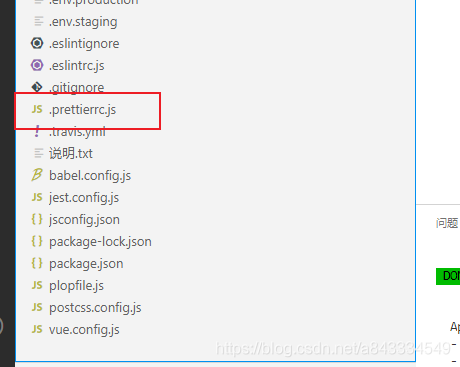 .env.production
.env.staging
.eslintignore
.eslintrc.js
.gitignore
JS .prettierrc.js
! .travis.yml
说明.txt
babel.config.js
JS jest.config.js
{ } jsconfig.json
{ } package-lock.json
{ } package.json
JS plopfile.js
JS postcss.config.js
JS vue.config.js
问题
DON
Ap
-
-
https://blog.csdn.net/a843334549